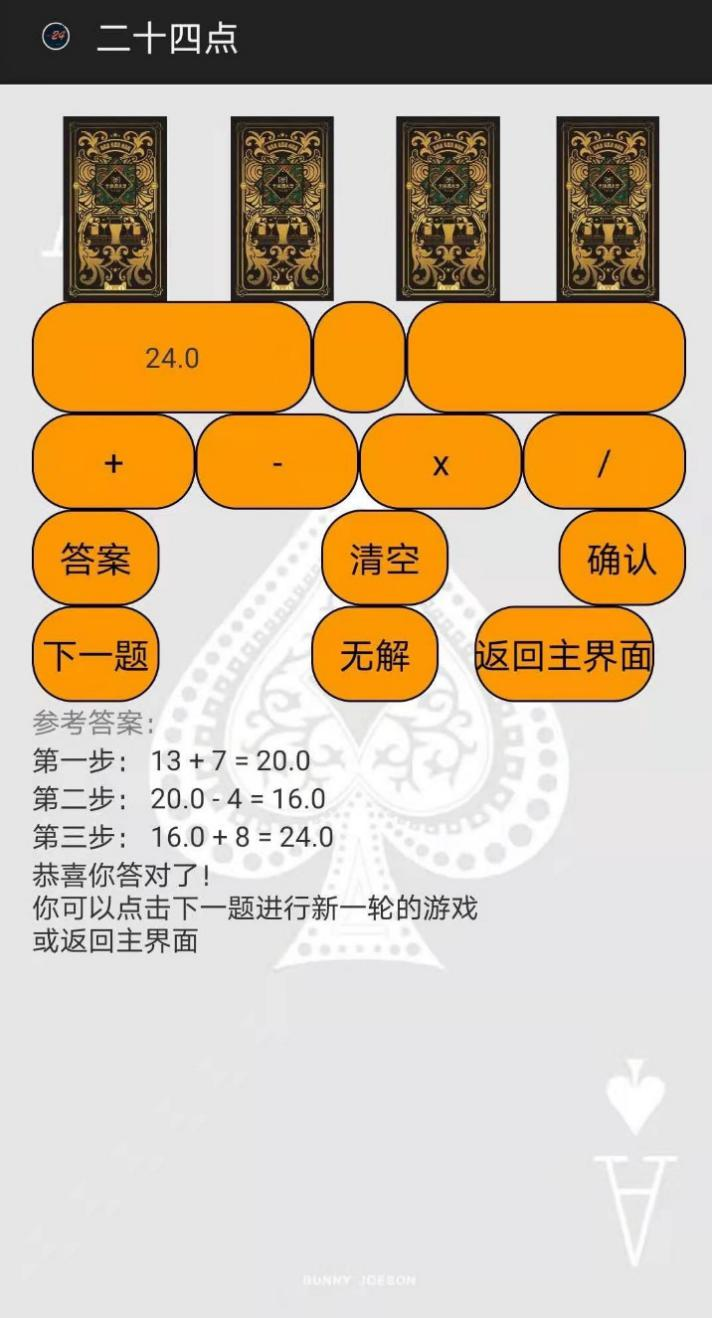 24 二十四点
24.0
+ - x /
答案 清空 确认
下一题 无解 返回主界面
参考答案：
第一步： 13 + 7 = 20.0
第二步： 20.0 - 4 = 16.0
第三步： 16.0 + 8 = 24.0
恭喜你答对了！
你可以点击下一题进行新一轮的游戏
或返回主界面
A
BUNNY JOEBON